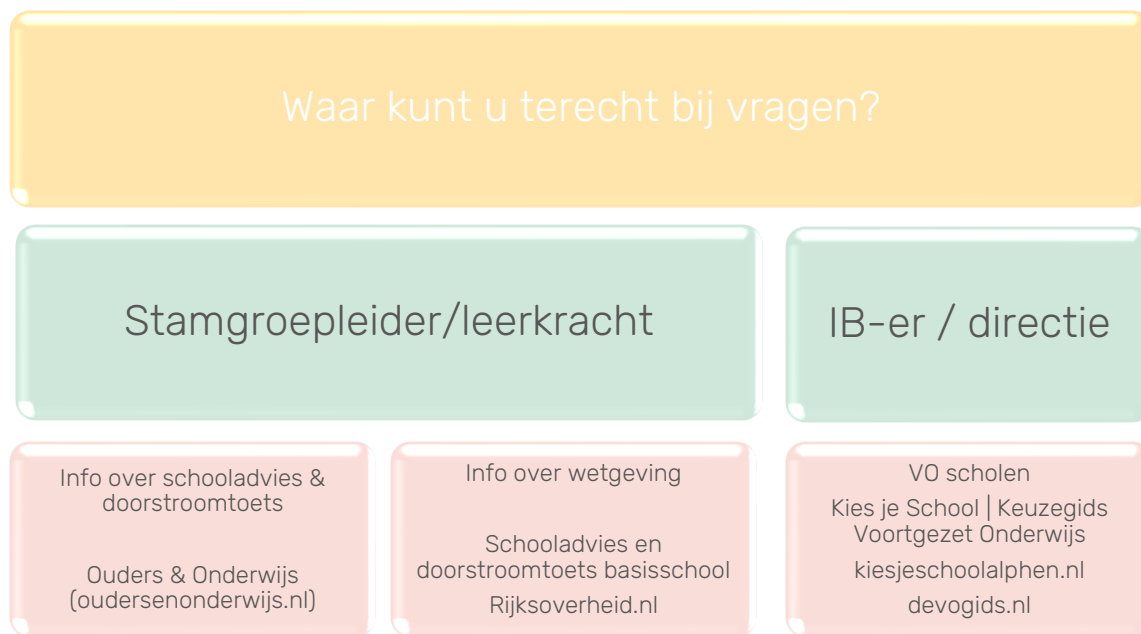 Waar kunt u terecht bij vragen?
Stamgroepleider/leerkracht
IB-er / directie
Info over schooladvies &
doorstroomtoets
Ouders & Onderwijs
(oudersenonderwijs.nl)
Info over wetgeving
Schooladvies en
doorstroomtoets basisschool
Rijksoverheid.nl
VO scholen
Kies je School | Keuzegids
Voortgezet Onderwijs
kiesjeschoolalphen.nl
devogids.nl